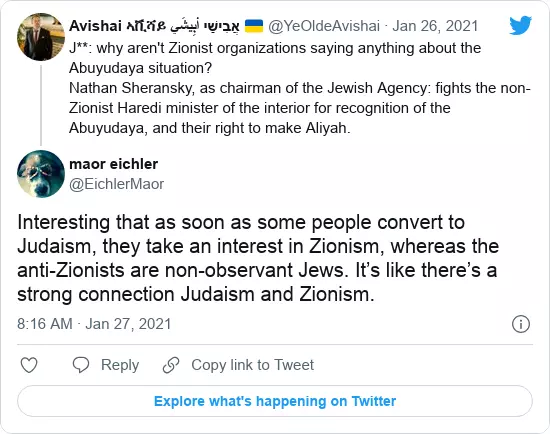 Avishai አቪሻይ אֲבִישַׁי أَبِيشَي 🇺🇦 @YeOldeAvishai · Jan 26, 2021
J**: why aren't Zionist organizations saying anything about the
Abuyudaya situation?
Nathan Sheransky, as chairman of the Jewish Agency: fights the non-
Zionist Haredi minister of the interior for recognition of the
Abuyudaya, and their right to make Aliyah.
maor eichler
@EichlerMaor
Interesting that as soon as some people convert to
Judaism, they take an interest in Zionism, whereas the
anti-Zionists are non-observant Jews. It's like there's a
strong connection Judaism and Zionism.
8:16 AM · Jan 27, 2021
Reply
Copy link to Tweet
Explore what's happening on Twitter